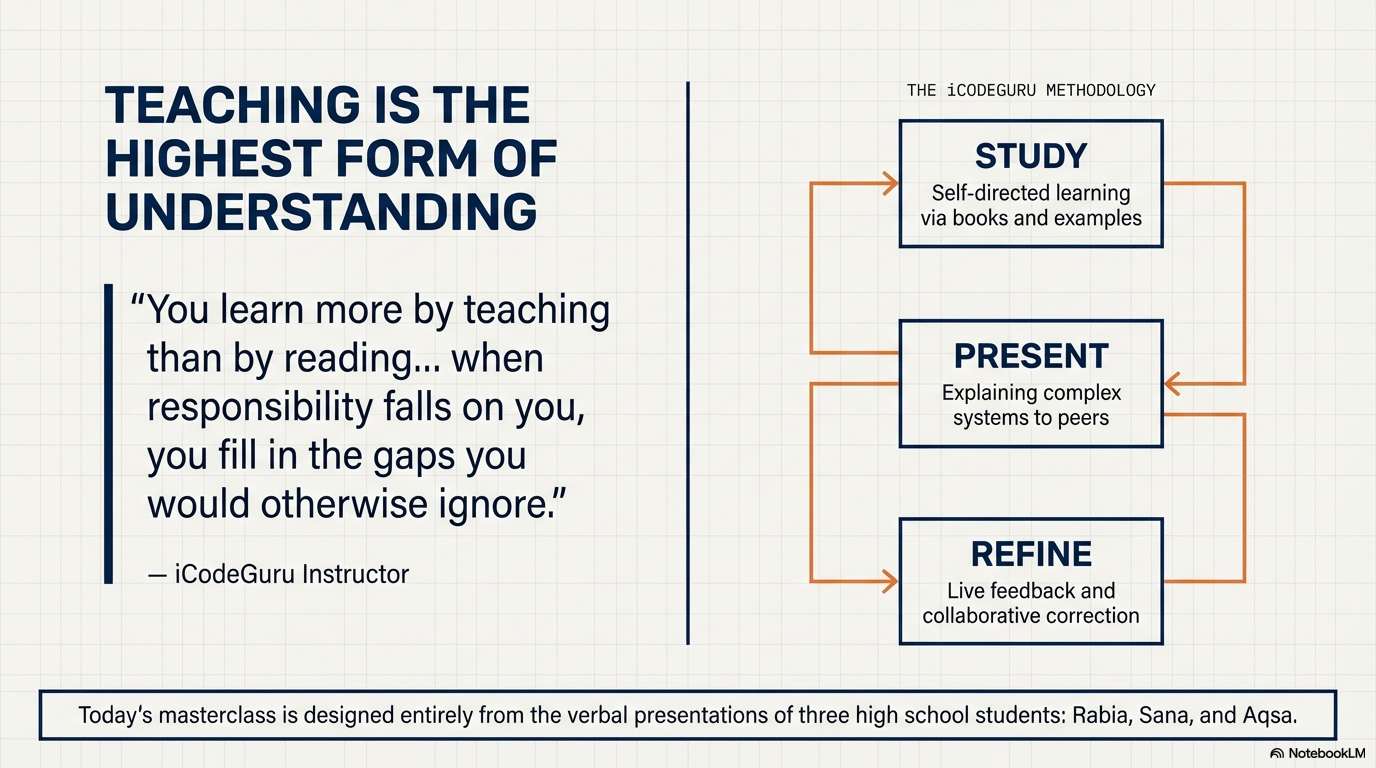 TEACHING IS THE
HIGHEST FORM OF
UNDERSTANDING
“You learn more by teaching
than by reading... when
responsibility falls on you,
you fill in the gaps you
would otherwise ignore.”
— iCodeGuru Instructor
THE iCODEGURU METHODOLOGY
STUDY
Self-directed learning
via books and examples
PRESENT
Explaining complex
systems to peers
REFINE
Live feedback and
collaborative correction
Today’s masterclass is designed entirely from the verbal presentations of three high school students: Rabia, Sana, and Aqsa.
NotebookLM